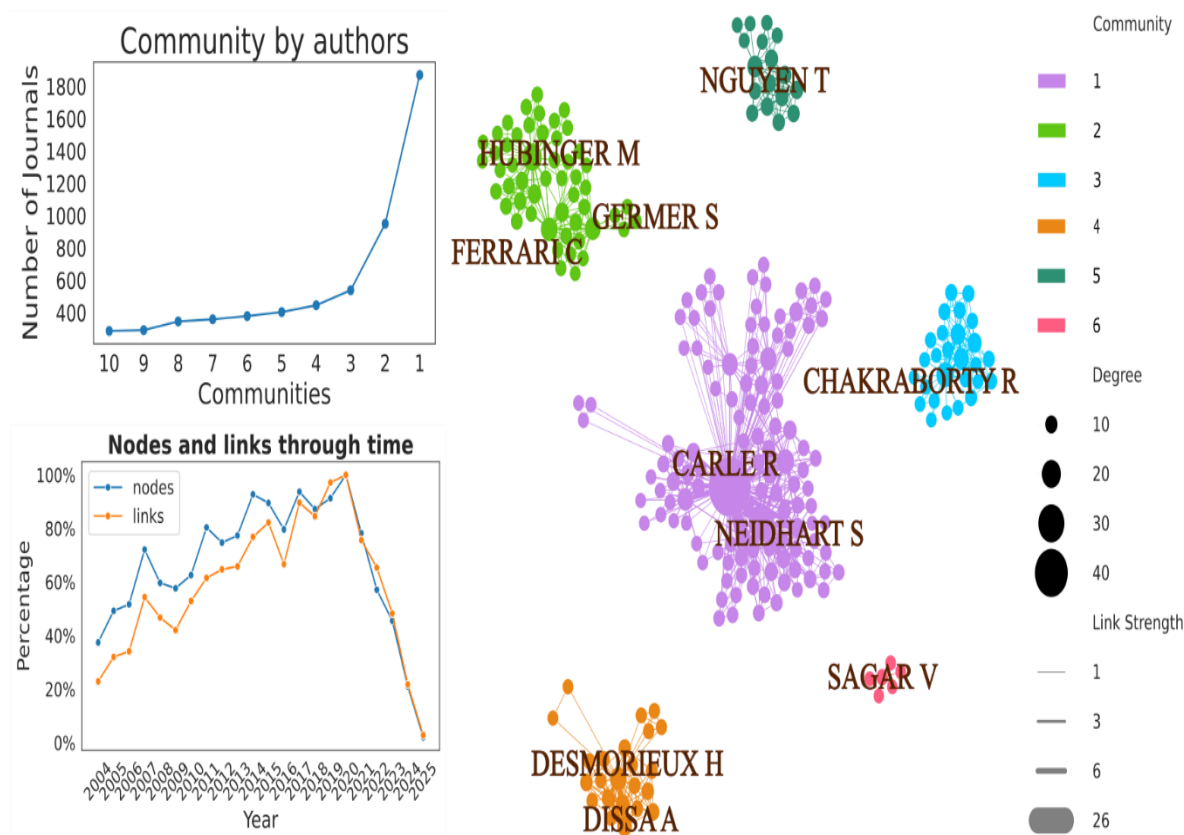 Community by authors
Number of Journals
1800
1600
1400
1200
1000
800
600
400
10 9 8 7 6 5 4 3 2 1
Communities
Nodes and links through time
nodes
links
Percentage
100%
80%
60%
40%
20%
0%
2004 2005 2006 2007 2008 2009 2010 2011 2012 2013 2014 2015 2016 2017 2018 2019 2020 2021 2022 2023 2024 2025
Year
NGUYEN T
HUBINGER M
GERMER S
FERRARI C
CHAKRABORTY R
CARLE R
NEIDHART S
SAGAR V
DESMORIEUX H
DISSA A
Community
1
2
3
4
5
6
Degree
10
20
30
40
Link Strength
1
3
6
26